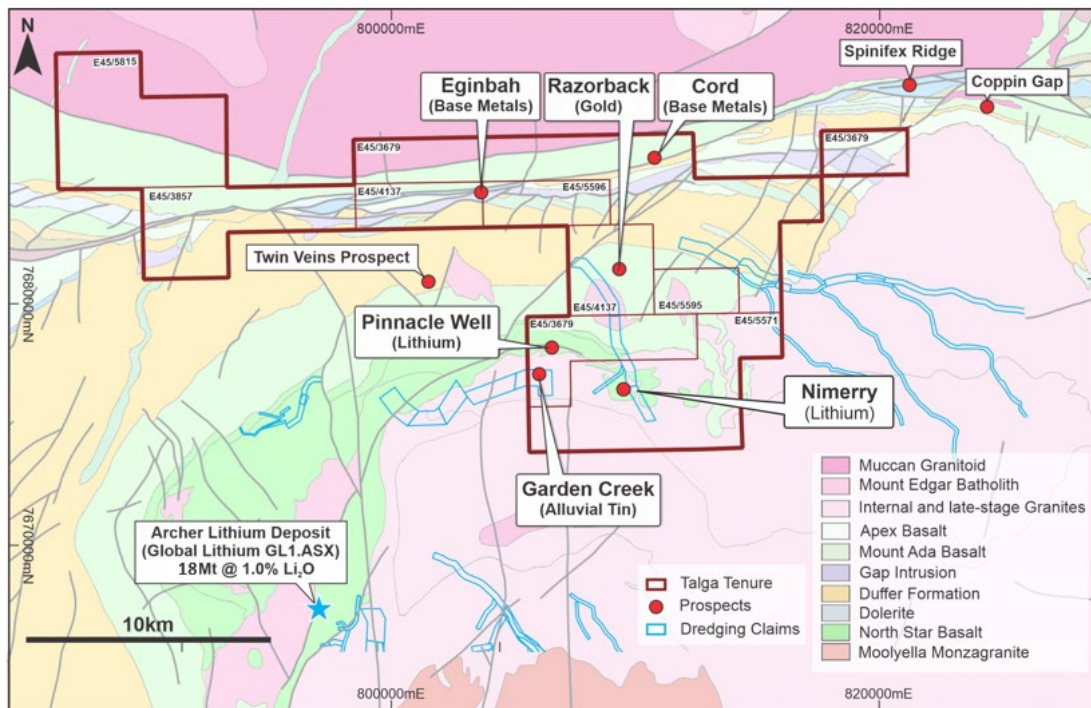 N
800000mE
820000mE
Spinifex Ridge
Coppin Gap
E45/5815
Eginbah
(Base Metals)
Razorback
(Gold)
Cord
(Base Metals)
E45/3679
E45/3679
E45/3857
E45/4137
E45/5596
Twin Veins Prospect
768000mN
E45/4137
E45/5595
E45/3679
E45/5571
Pinnacle Well
(Lithium)
Nimerry
(Lithium)
Garden Creek
(Alluvial Tin)
Archer Lithium Deposit
(Global Lithium GL1.ASX)
18Mt @ 1.0% Li₂O
7670000mN
10km
Talga Tenure
Prospects
Dredging Claims
Muccan Granitoid
Mount Edgar Batholith
Internal and late-stage Granites
Apex Basalt
Mount Ada Basalt
Gap Intrusion
Duffer Formation
Dolerite
North Star Basalt
Moolyella Monzagranite
800000mE
820000mE